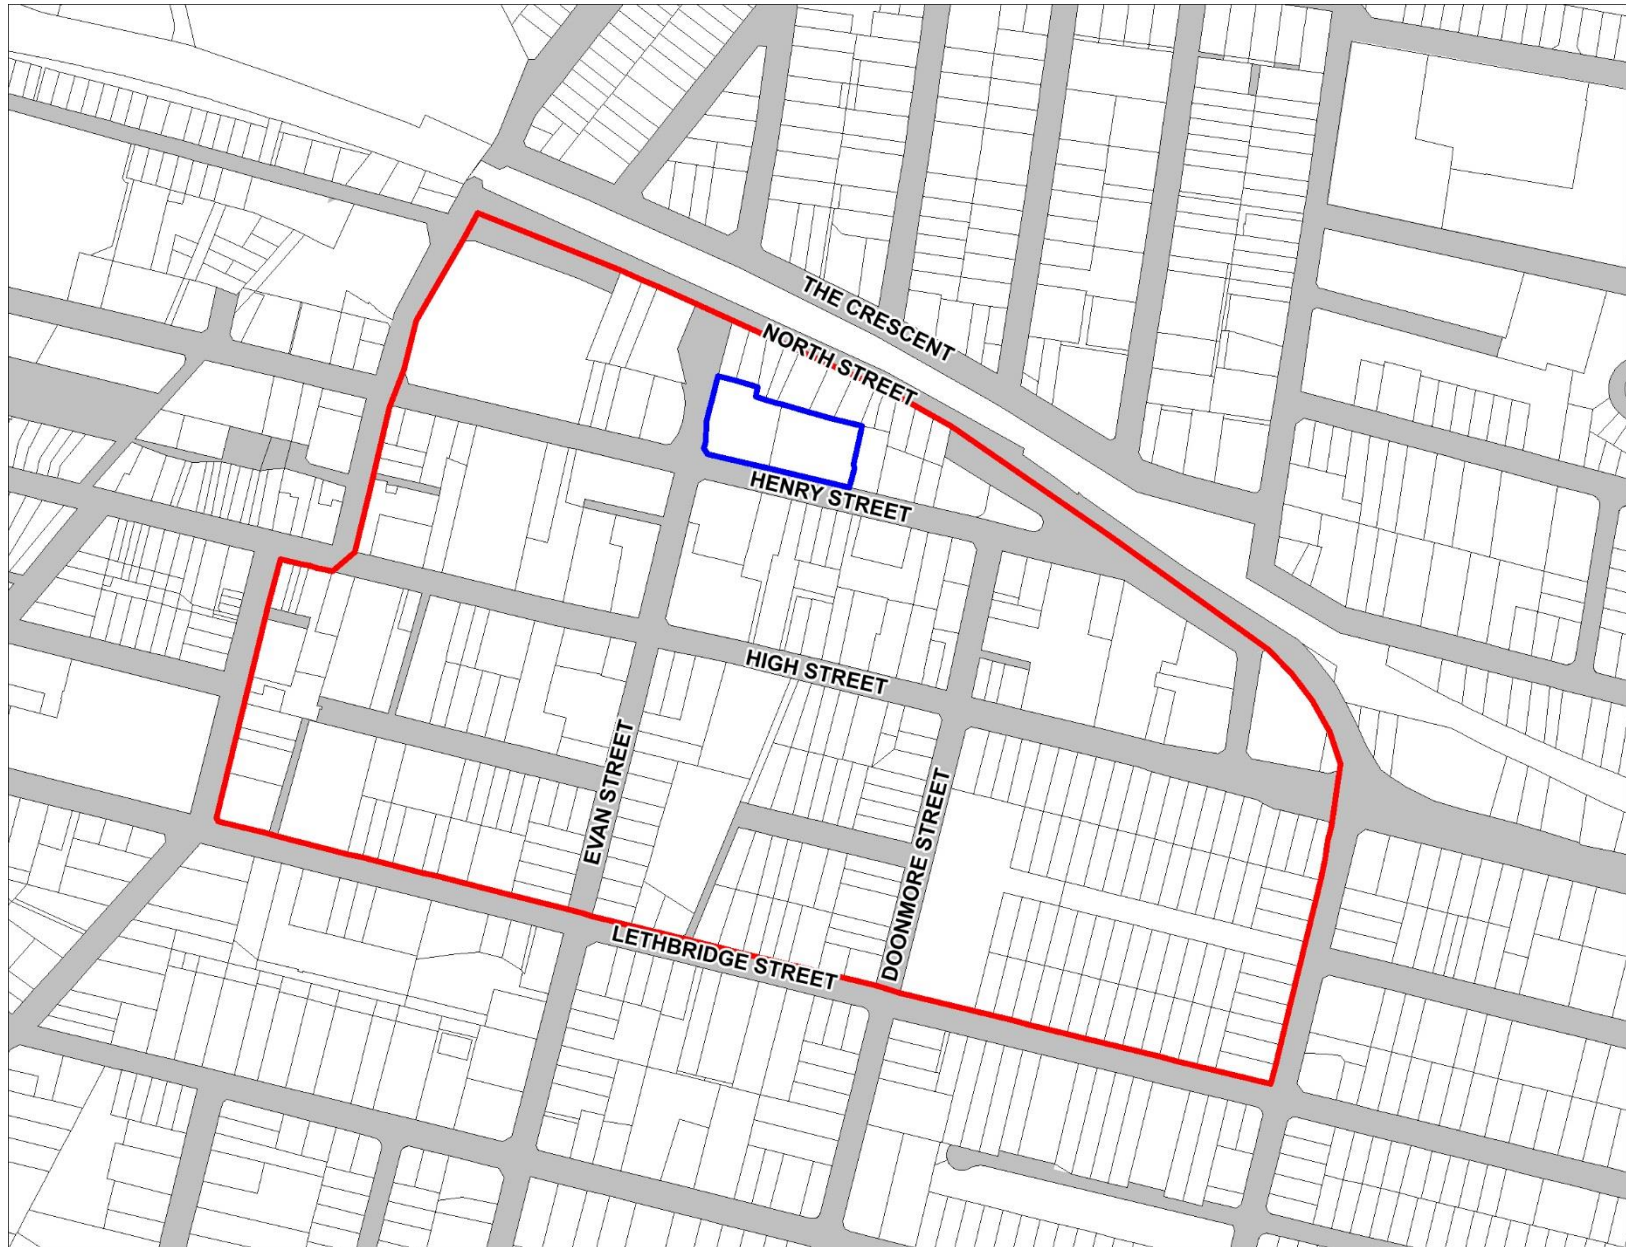 THE CRESCENT
NORTH STREET
HENRY STREET
HIGH STREET
EVAN STREET
DOONMORE STREET
LETHBRIDGE STREET